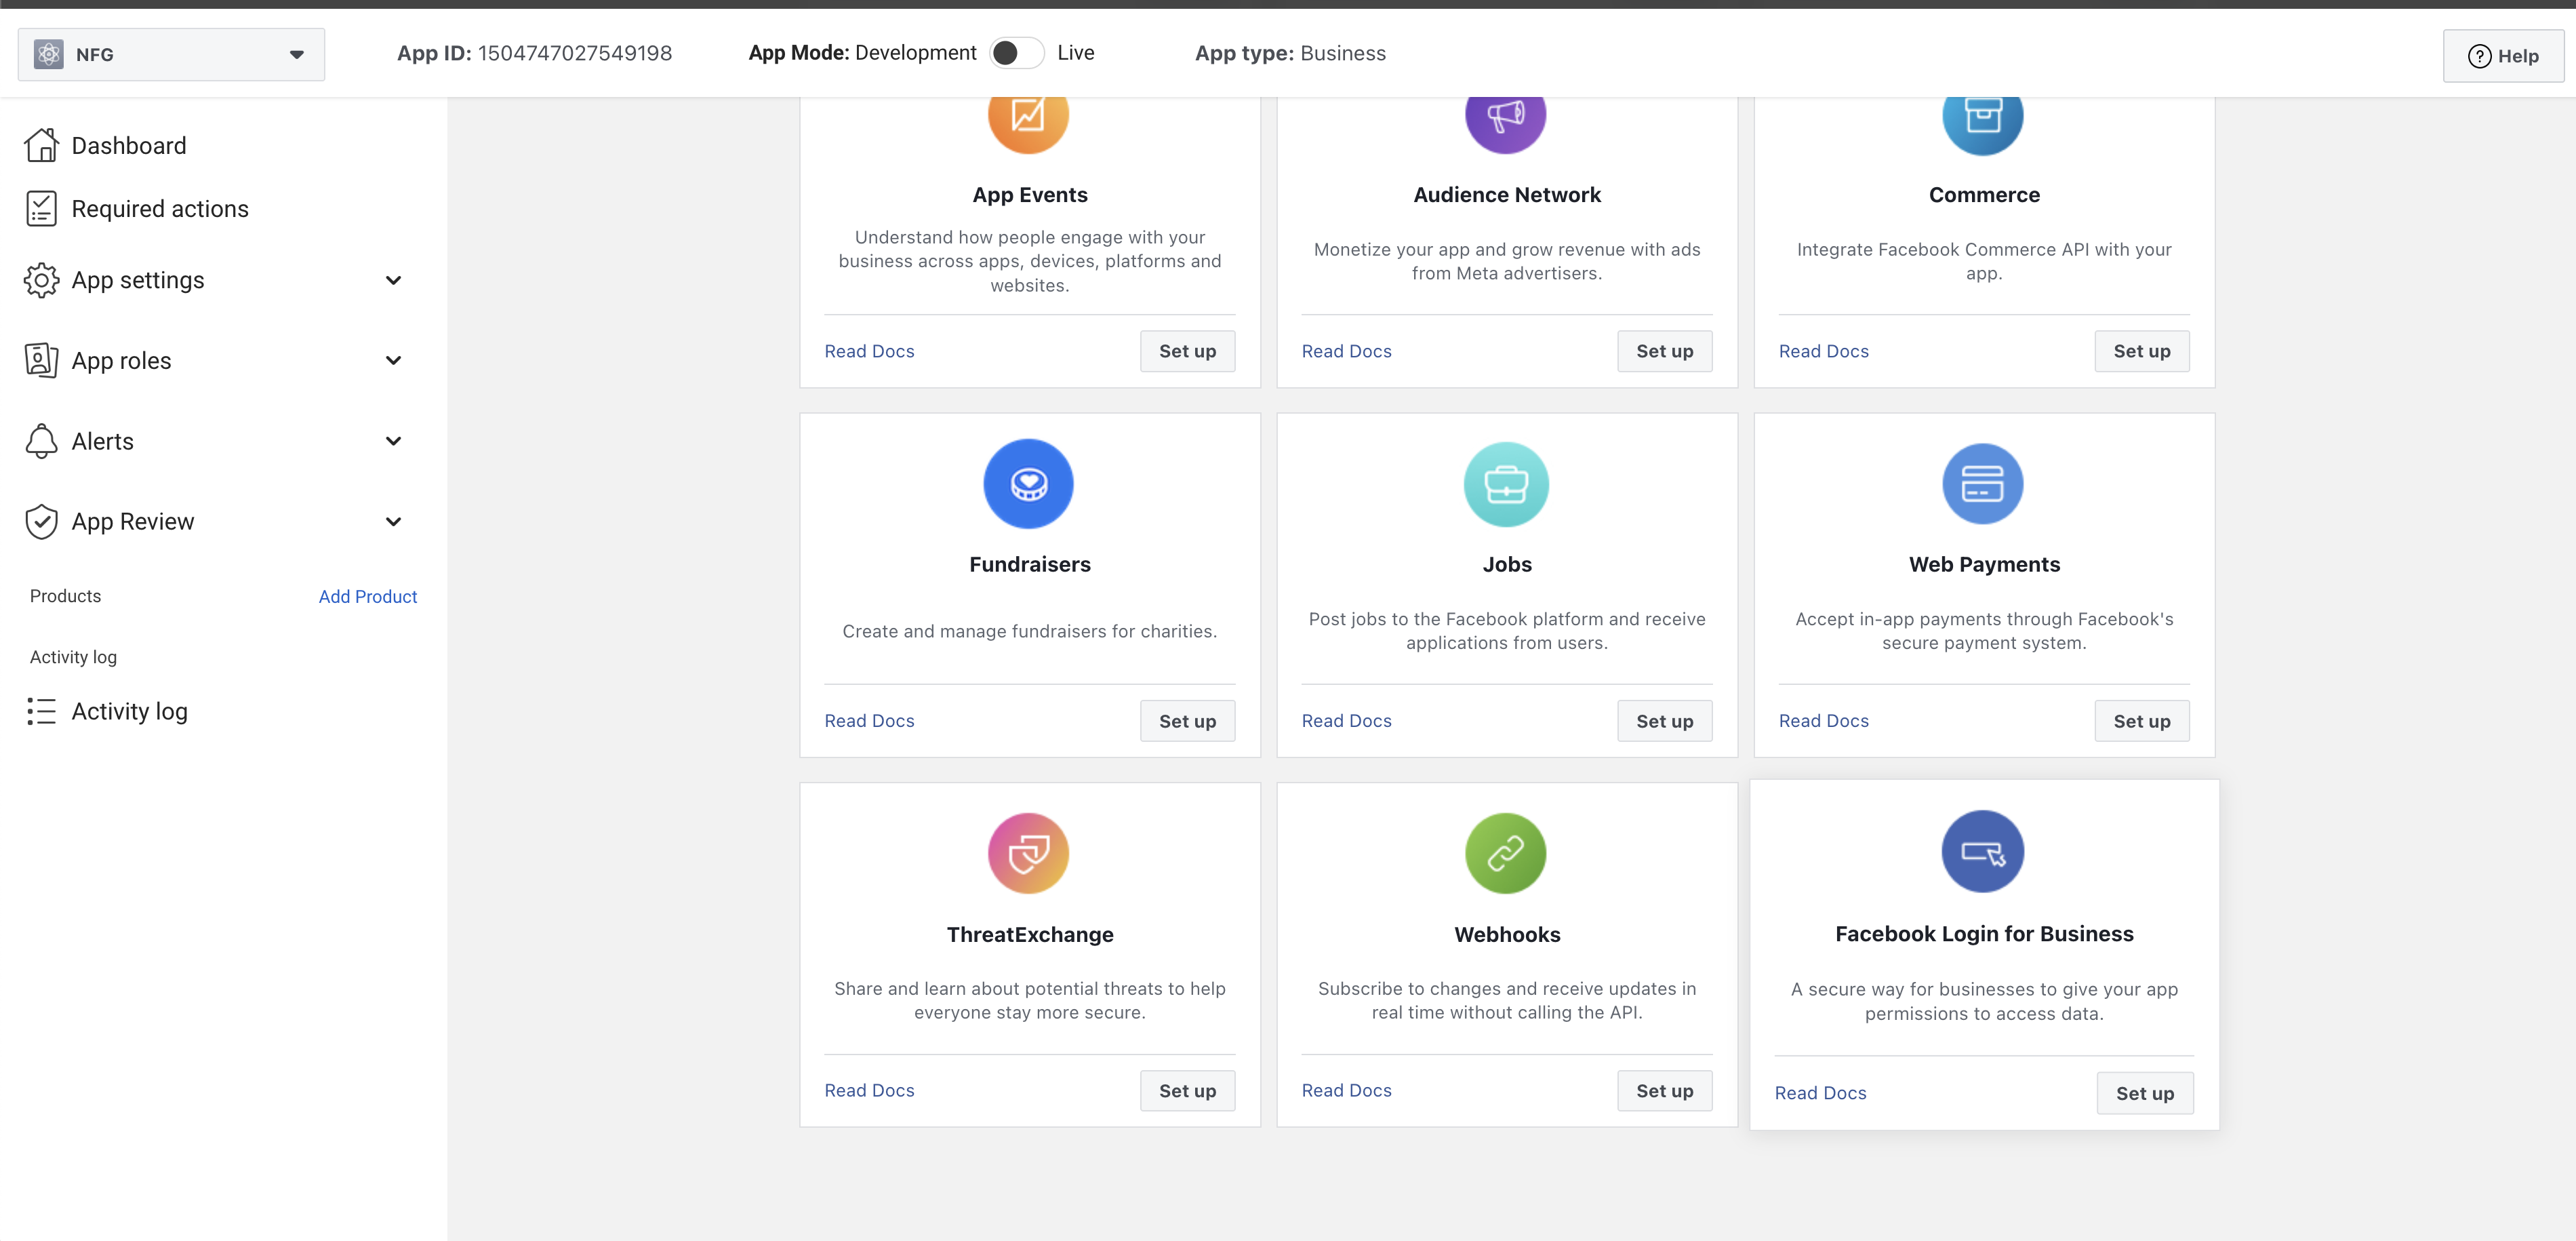 NFG
App ID: 1504747027549198
App Mode: Development Live
App type: Business
Help
Dashboard
Required actions
App settings
App roles
Alerts
App Review
Products
Add Product
Activity log
Activity log
App Events
Understand how people engage with your
business across apps, devices, platforms and
websites.
Read Docs
Set up
Audience Network
Monetize your app and grow revenue with ads
from Meta advertisers.
Read Docs
Set up
Commerce
Integrate Facebook Commerce API with your
app.
Read Docs
Set up
Fundraisers
Create and manage fundraisers for charities.
Read Docs
Set up
Jobs
Post jobs to the Facebook platform and receive
applications from users.
Read Docs
Set up
Web Payments
Accept in-app payments through Facebook's
secure payment system.
Read Docs
Set up
ThreatExchange
Share and learn about potential threats to help
everyone stay more secure.
Read Docs
Set up
Webhooks
Subscribe to changes and receive updates in
real time without calling the API.
Read Docs
Set up
Facebook Login for Business
A secure way for businesses to give your app
permissions to access data.
Read Docs
Set up